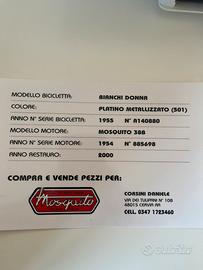 MODELLO BICICLETTA: BIANCHI DONNA
COLORE: PLATINO METALLIZZATO (501)
ANNO N° SERIE BICICLETTA: 1955 N° A140880
MODELLO MOTORE: MOSQUITO 38B
ANNO N° SERIE MOTORE: 1954 N° 885698
ANNO RESTAURO: 2000
COMPRA E VENDE PEZZI PER:
Mosquito
CORSINI DANIELE
VIA DEI TULIPANI N° 10B
48015 CERVIA RA
CELL. 0347 1723460
subito